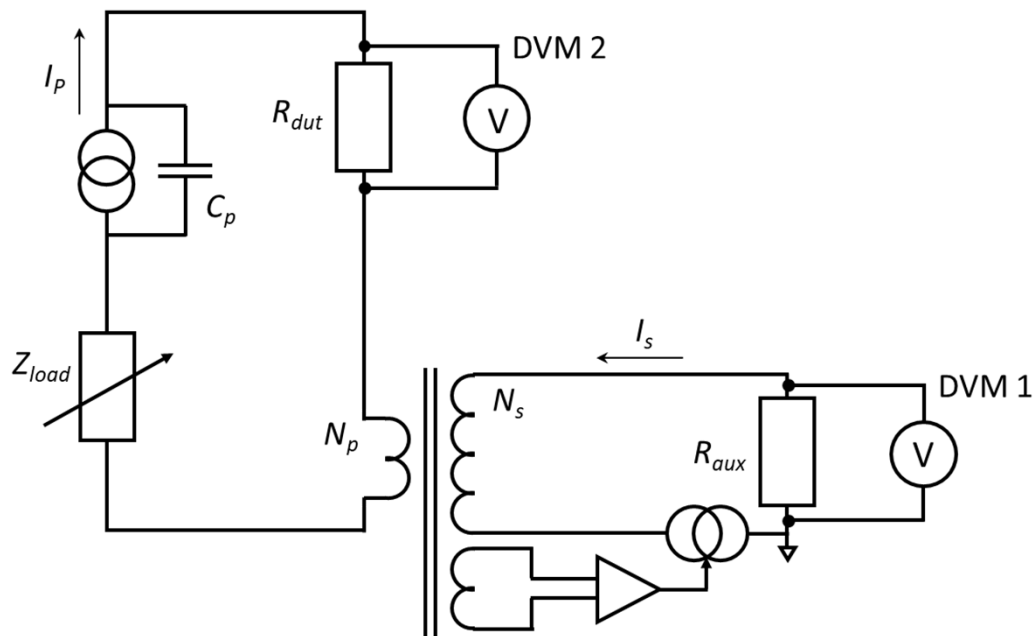 DVM 2
I_P
R_dut
V
C_p
I_s
Z_load
DVM 1
N_s
N_p
R_aux
V